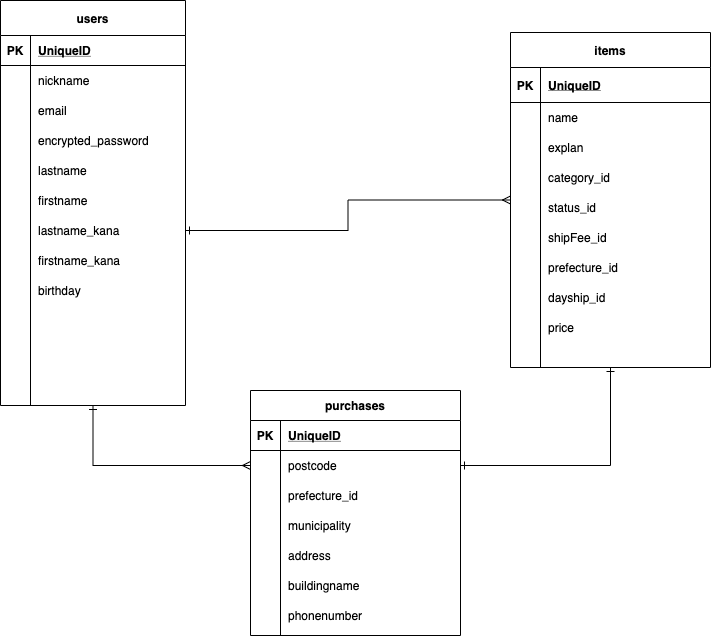 users
PK UniqueID
nickname
email
encrypted_password
lastname
firstname
lastname_kana
firstname_kana
birthday
items
PK UniqueID
name
explan
category_id
status_id
shipFee_id
prefecture_id
dayship_id
price
purchases
PK UniqueID
postcode
prefecture_id
municipality
address
buildingname
phonenumber